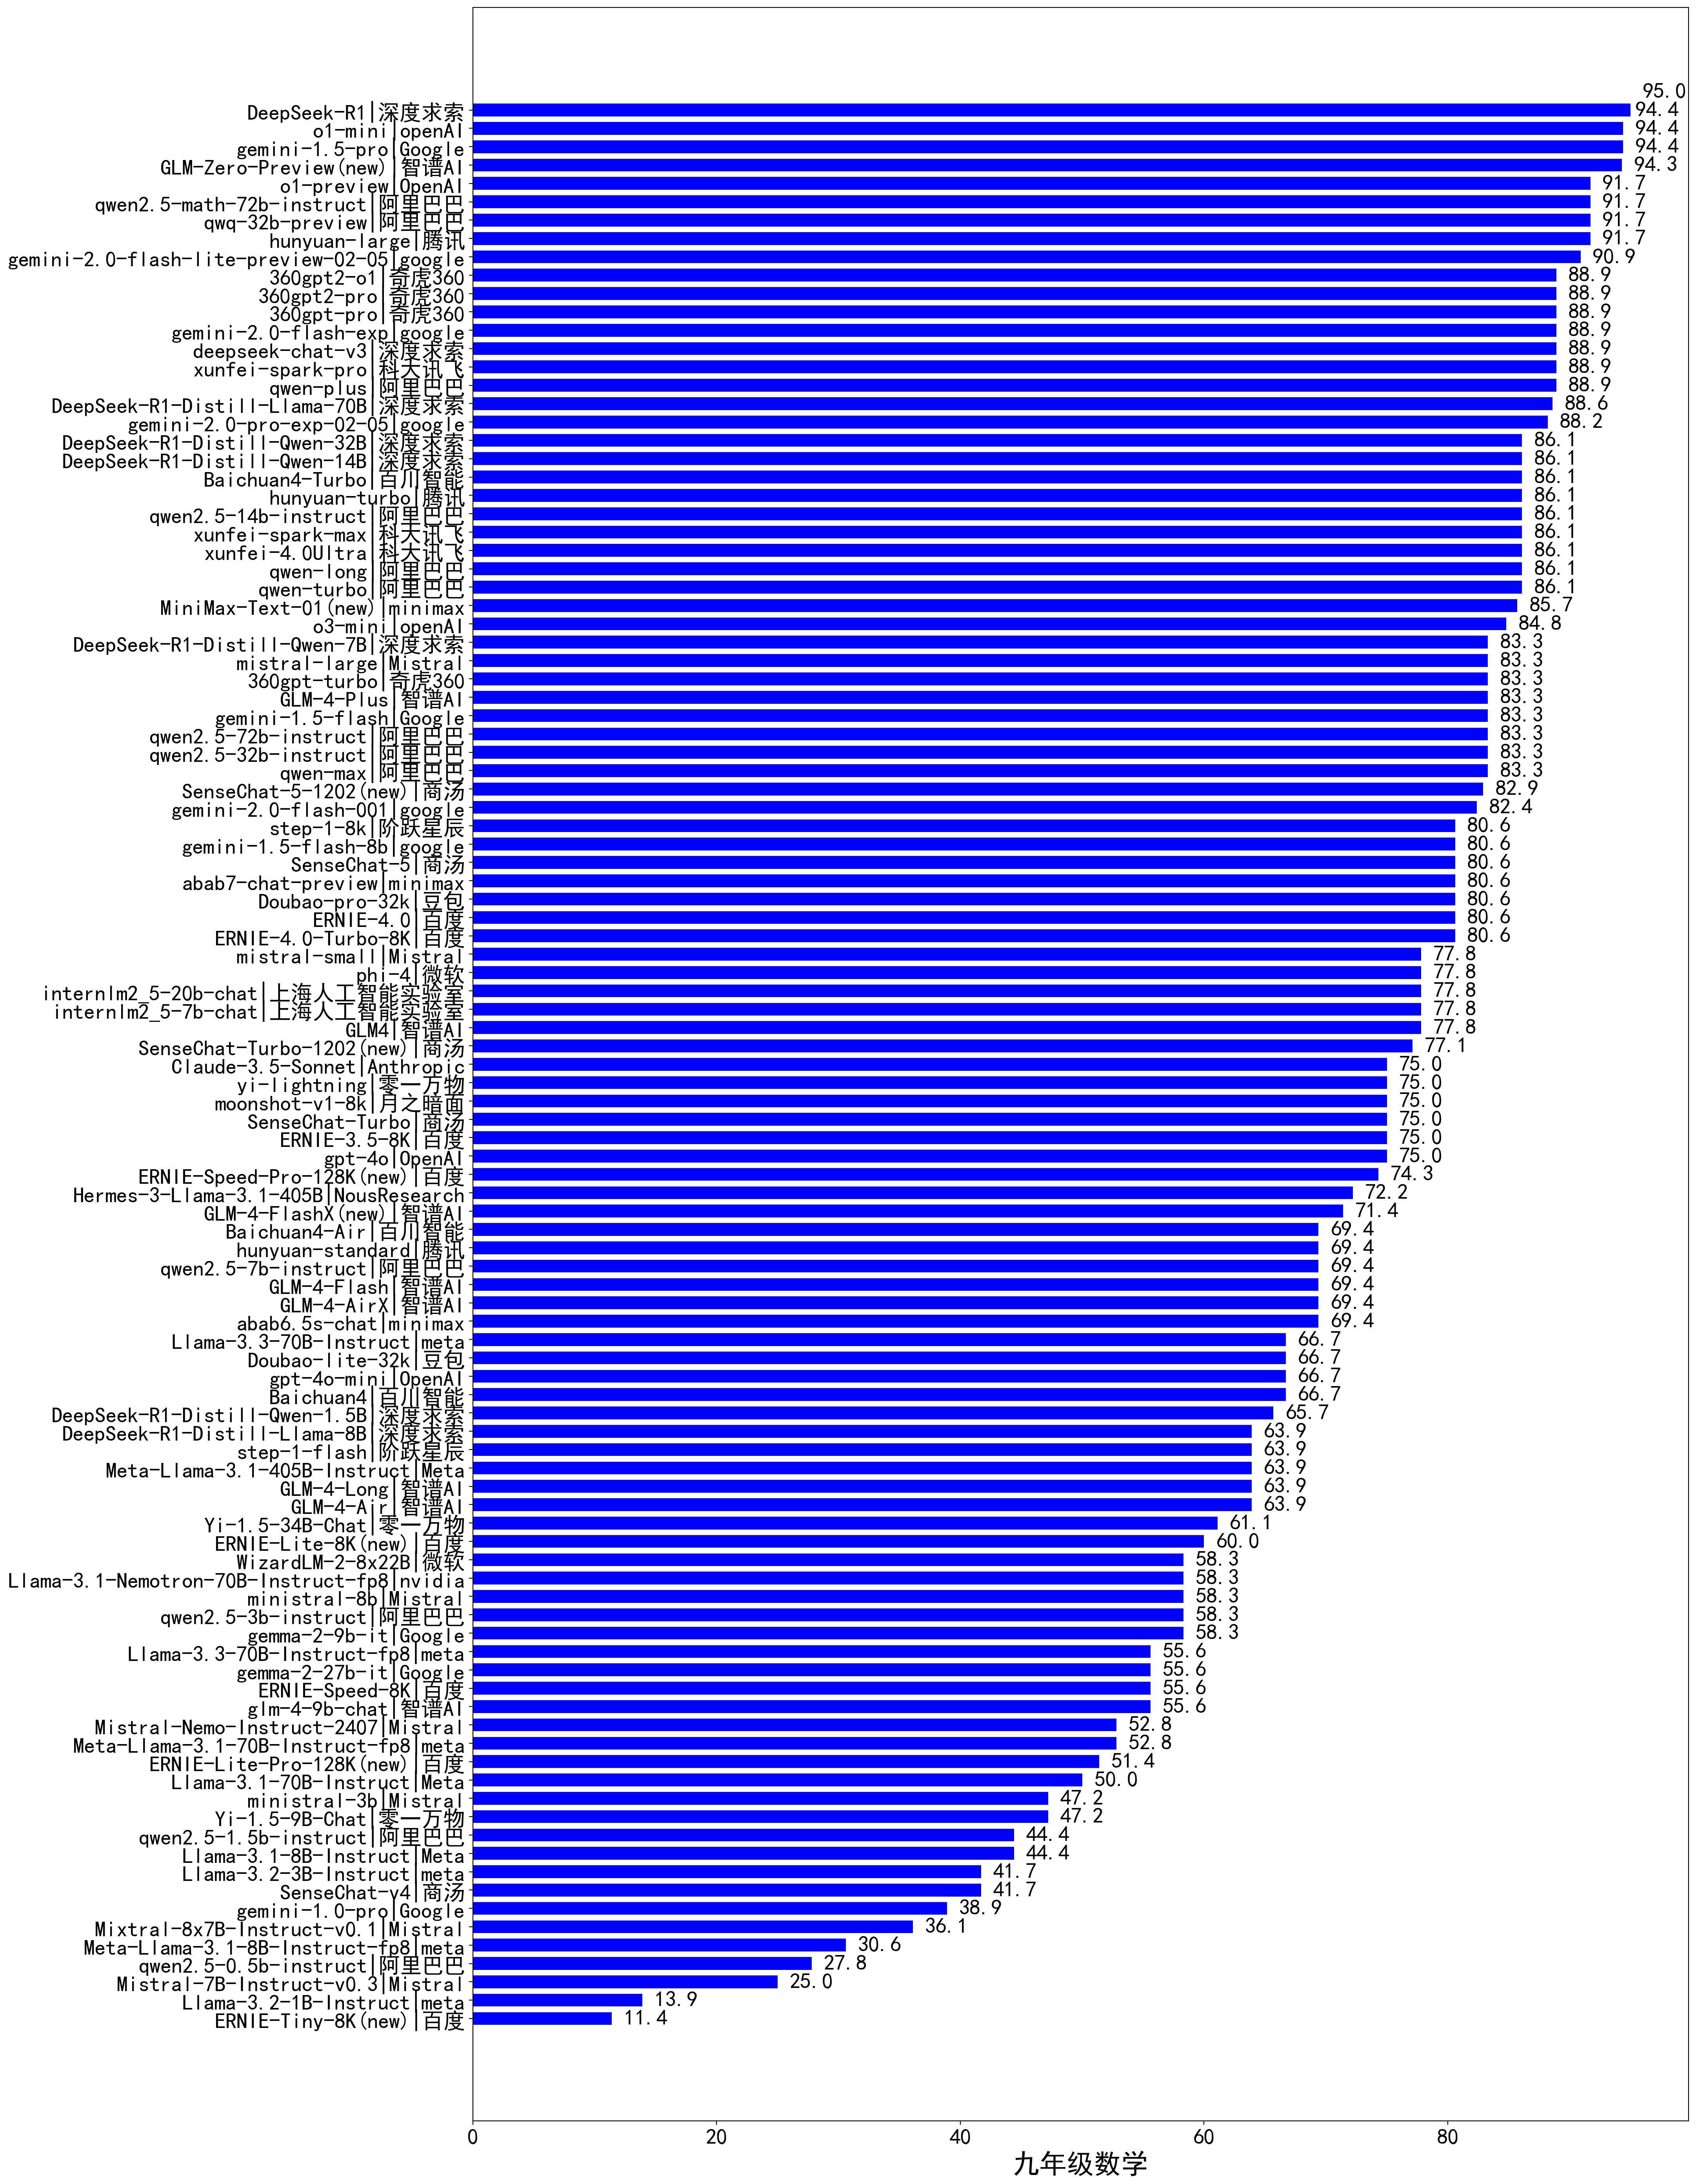 95.0
DeepSeek-R1|深度求索 94.4
o1-mini|openAI 94.4
gemini-1.5-pro|Google 94.4
GLM-Zero-Preview(new)|智谱AI 94.3
o1-preview|OpenAI 91.7
qwen2.5-math-72b-instruct|阿里巴巴 91.7
qwq-32b-preview|阿里巴巴 91.7
hunyuan-large|腾讯 91.7
gemini-2.0-flash-lite-preview-02-05|google 90.9
360gpt2-o1|奇虎360 88.9
360gpt2-pro|奇虎360 88.9
360gpt-pro|奇虎360 88.9
gemini-2.0-flash-exp|google 88.9
deepseek-chat-v3|深度求索 88.9
xunfei-spark-pro|科大讯飞 88.9
qwen-plus|阿里巴巴 88.9
DeepSeek-R1-Distill-Llama-70B|深度求索 88.6
gemini-2.0-pro-exp-02-05|google 88.2
DeepSeek-R1-Distill-Qwen-32B|深度求索 86.1
DeepSeek-R1-Distill-Qwen-14B|深度求索 86.1
Baichuan4-Turbo|百川智能 86.1
hunyuan-turbo|腾讯 86.1
qwen2.5-14b-instruct|阿里巴巴 86.1
xunfei-spark-max|科大讯飞 86.1
xunfei-4.0Ultra|科大讯飞 86.1
qwen-long|阿里巴巴 86.1
qwen-turbo|阿里巴巴 86.1
MiniMax-Text-01(new)|minimax 85.7
o3-mini|openAI 84.8
DeepSeek-R1-Distill-Qwen-7B|深度求索 83.3
mistral-large|Mistral 83.3
360gpt-turbo|奇虎360 83.3
GLM-4-Plus|智谱AI 83.3
gemini-1.5-flash|Google 83.3
qwen2.5-72b-instruct|阿里巴巴 83.3
qwen2.5-32b-instruct|阿里巴巴 83.3
qwen-max|阿里巴巴 83.3
SenseChat-5-1202(new)|商汤 82.9
gemini-2.0-flash-001|google 82.4
step-1-8k|阶跃星辰 80.6
gemini-1.5-flash-8b|google 80.6
SenseChat-5|商汤 80.6
abab7-chat-preview|minimax 80.6
Doubao-pro-32k|豆包 80.6
ERNIE-4.0|百度 80.6
ERNIE-4.0-Turbo-8K|百度 80.6
mistral-small|Mistral 77.8
phi-4|微软 77.8
internlm2_5-20b-chat|上海人工智能实验室 77.8
internlm2_5-7b-chat|上海人工智能实验室 77.8
GLM4|智谱AI 77.8
SenseChat-Turbo-1202(new)|商汤 77.1
Claude-3.5-Sonnet|Anthropic 75.0
yi-lightning|零一万物 75.0
moonshot-v1-8k|月之暗面 75.0
SenseChat-Turbo|商汤 75.0
ERNIE-3.5-8K|百度 75.0
gpt-4o|OpenAI 75.0
ERNIE-Speed-Pro-128K(new)|百度 74.3
Hermes-3-Llama-3.1-405B|NousResearch 72.2
GLM-4-FlashX(new)|智谱AI 71.4
Baichuan4-Air|百川智能 69.4
hunyuan-standard|腾讯 69.4
qwen2.5-7b-instruct|阿里巴巴 69.4
GLM-4-Flash|智谱AI 69.4
GLM-4-AirX|智谱AI 69.4
abab6.5s-chat|minimax 69.4
Llama-3.3-70B-Instruct|meta 66.7
Doubao-lite-32k|豆包 66.7
gpt-4o-mini|OpenAI 66.7
Baichuan4|百川智能 66.7
DeepSeek-R1-Distill-Qwen-1.5B|深度求索 65.7
DeepSeek-R1-Distill-Llama-8B|深度求索 63.9
step-1-flash|阶跃星辰 63.9
Meta-Llama-3.1-405B-Instruct|Meta 63.9
GLM-4-Long|智谱AI 63.9
GLM-4-Air|智谱AI 63.9
Yi-1.5-34B-Chat|零一万物 61.1
ERNIE-Lite-8K(new)|百度 60.0
WizardLM-2-8x22B|微软 58.3
Llama-3.1-Nemotron-70B-Instruct-fp8|nvidia 58.3
ministral-8b|Mistral 58.3
qwen2.5-3b-instruct|阿里巴巴 58.3
gemma-2-9b-it|Google 58.3
Llama-3.3-70B-Instruct-fp8|meta 55.6
gemma-2-27b-it|Google 55.6
ERNIE-Speed-8K|百度 55.6
glm-4-9b-chat|智谱AI 55.6
Mistral-Nemo-Instruct-2407|Mistral 52.8
Meta-Llama-3.1-70B-Instruct-fp8|meta 52.8
ERNIE-Lite-Pro-128K(new)|百度 51.4
Llama-3.1-70B-Instruct|Meta 50.0
ministral-3b|Mistral 47.2
Yi-1.5-9B-Chat|零一万物 47.2
qwen2.5-1.5b-instruct|阿里巴巴 44.4
Llama-3.1-8B-Instruct|Meta 44.4
Llama-3.2-3B-Instruct|meta 41.7
SenseChat-v4|商汤 41.7
gemini-1.0-pro|Google 38.9
Mixtral-8x7B-Instruct-v0.1|Mistral 36.1
Meta-Llama-3.1-8B-Instruct-fp8|meta 30.6
qwen2.5-0.5b-instruct|阿里巴巴 27.8
Mistral-7B-Instruct-v0.3|Mistral 25.0
Llama-3.2-1B-Instruct|meta 13.9
ERNIE-Tiny-8K(new)|百度 11.4
0 20 40 60 80
九年级数学